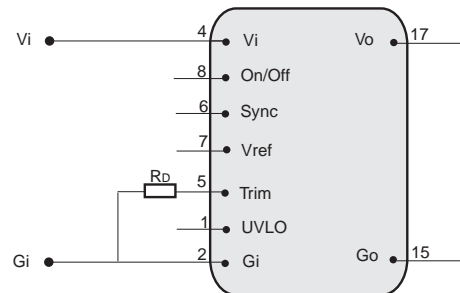 Vi 4 Vi Vo 17
8 On/Off
6 Sync
7 Vref
RD 5 Trim
1 UVLO
Gi 2 Gi Go 15